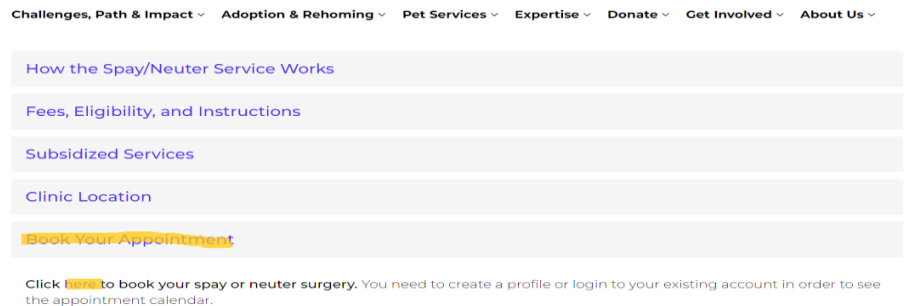 Challenges, Path & Impact Adoption & Rehoming Pet Services Expertise Donate Get Involved About Us
How the Spay/Neuter Service Works
Fees, Eligibility, and Instructions
Subsidized Services
Clinic Location
Book Your Appointment
Click here to book your spay or neuter surgery. You need to create a profile or login to your existing account in order to see
the appointment calendar.